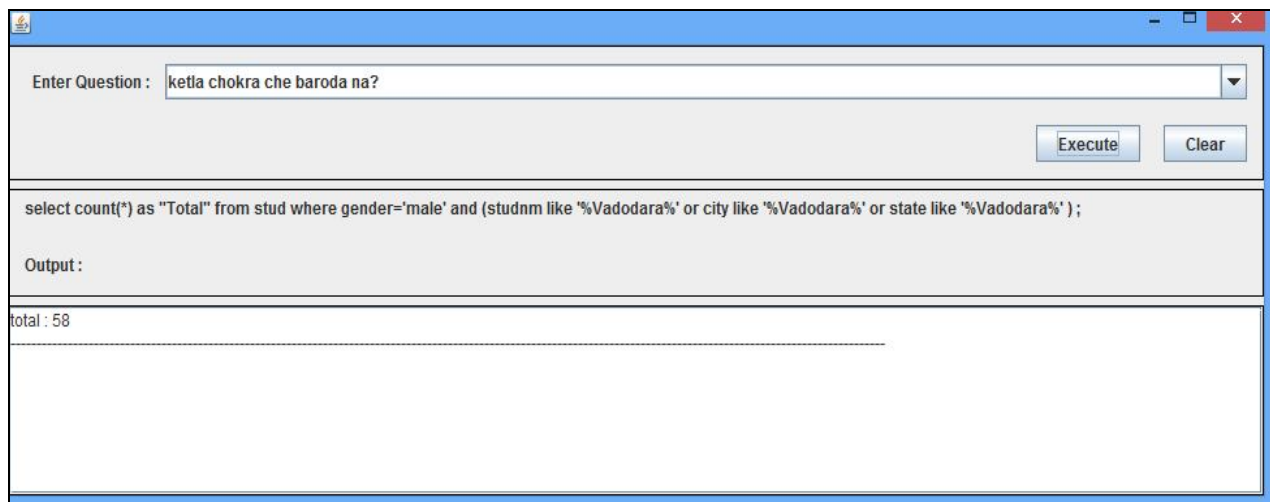 Enter Question : ketla chokra che baroda na?
Execute Clear
select count(*) as "Total" from stud where gender='male' and (studnm like '%Vadodara%' or city like '%Vadodara%' or state like '%Vadodara%' ) ;
Output :
total : 58